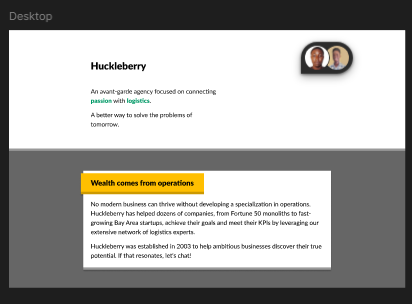 Desktop
Huckleberry
An avant-garde agency focused on connecting
passion with logistics.
A better way to solve the problems of
tomorrow.
Wealth comes from operations
No modern business can thrive without developing a specialization in operations.
Huckleberry has helped dozens of companies, from Fortune 50 monoliths to fast-
growing Bay Area startups, achieve their goals and meet their KPIs by leveraging our
extensive network of logistics experts.
Huckleberry was established in 2003 to help ambitious businesses discover their true
potential. If that resonates, let's chat!